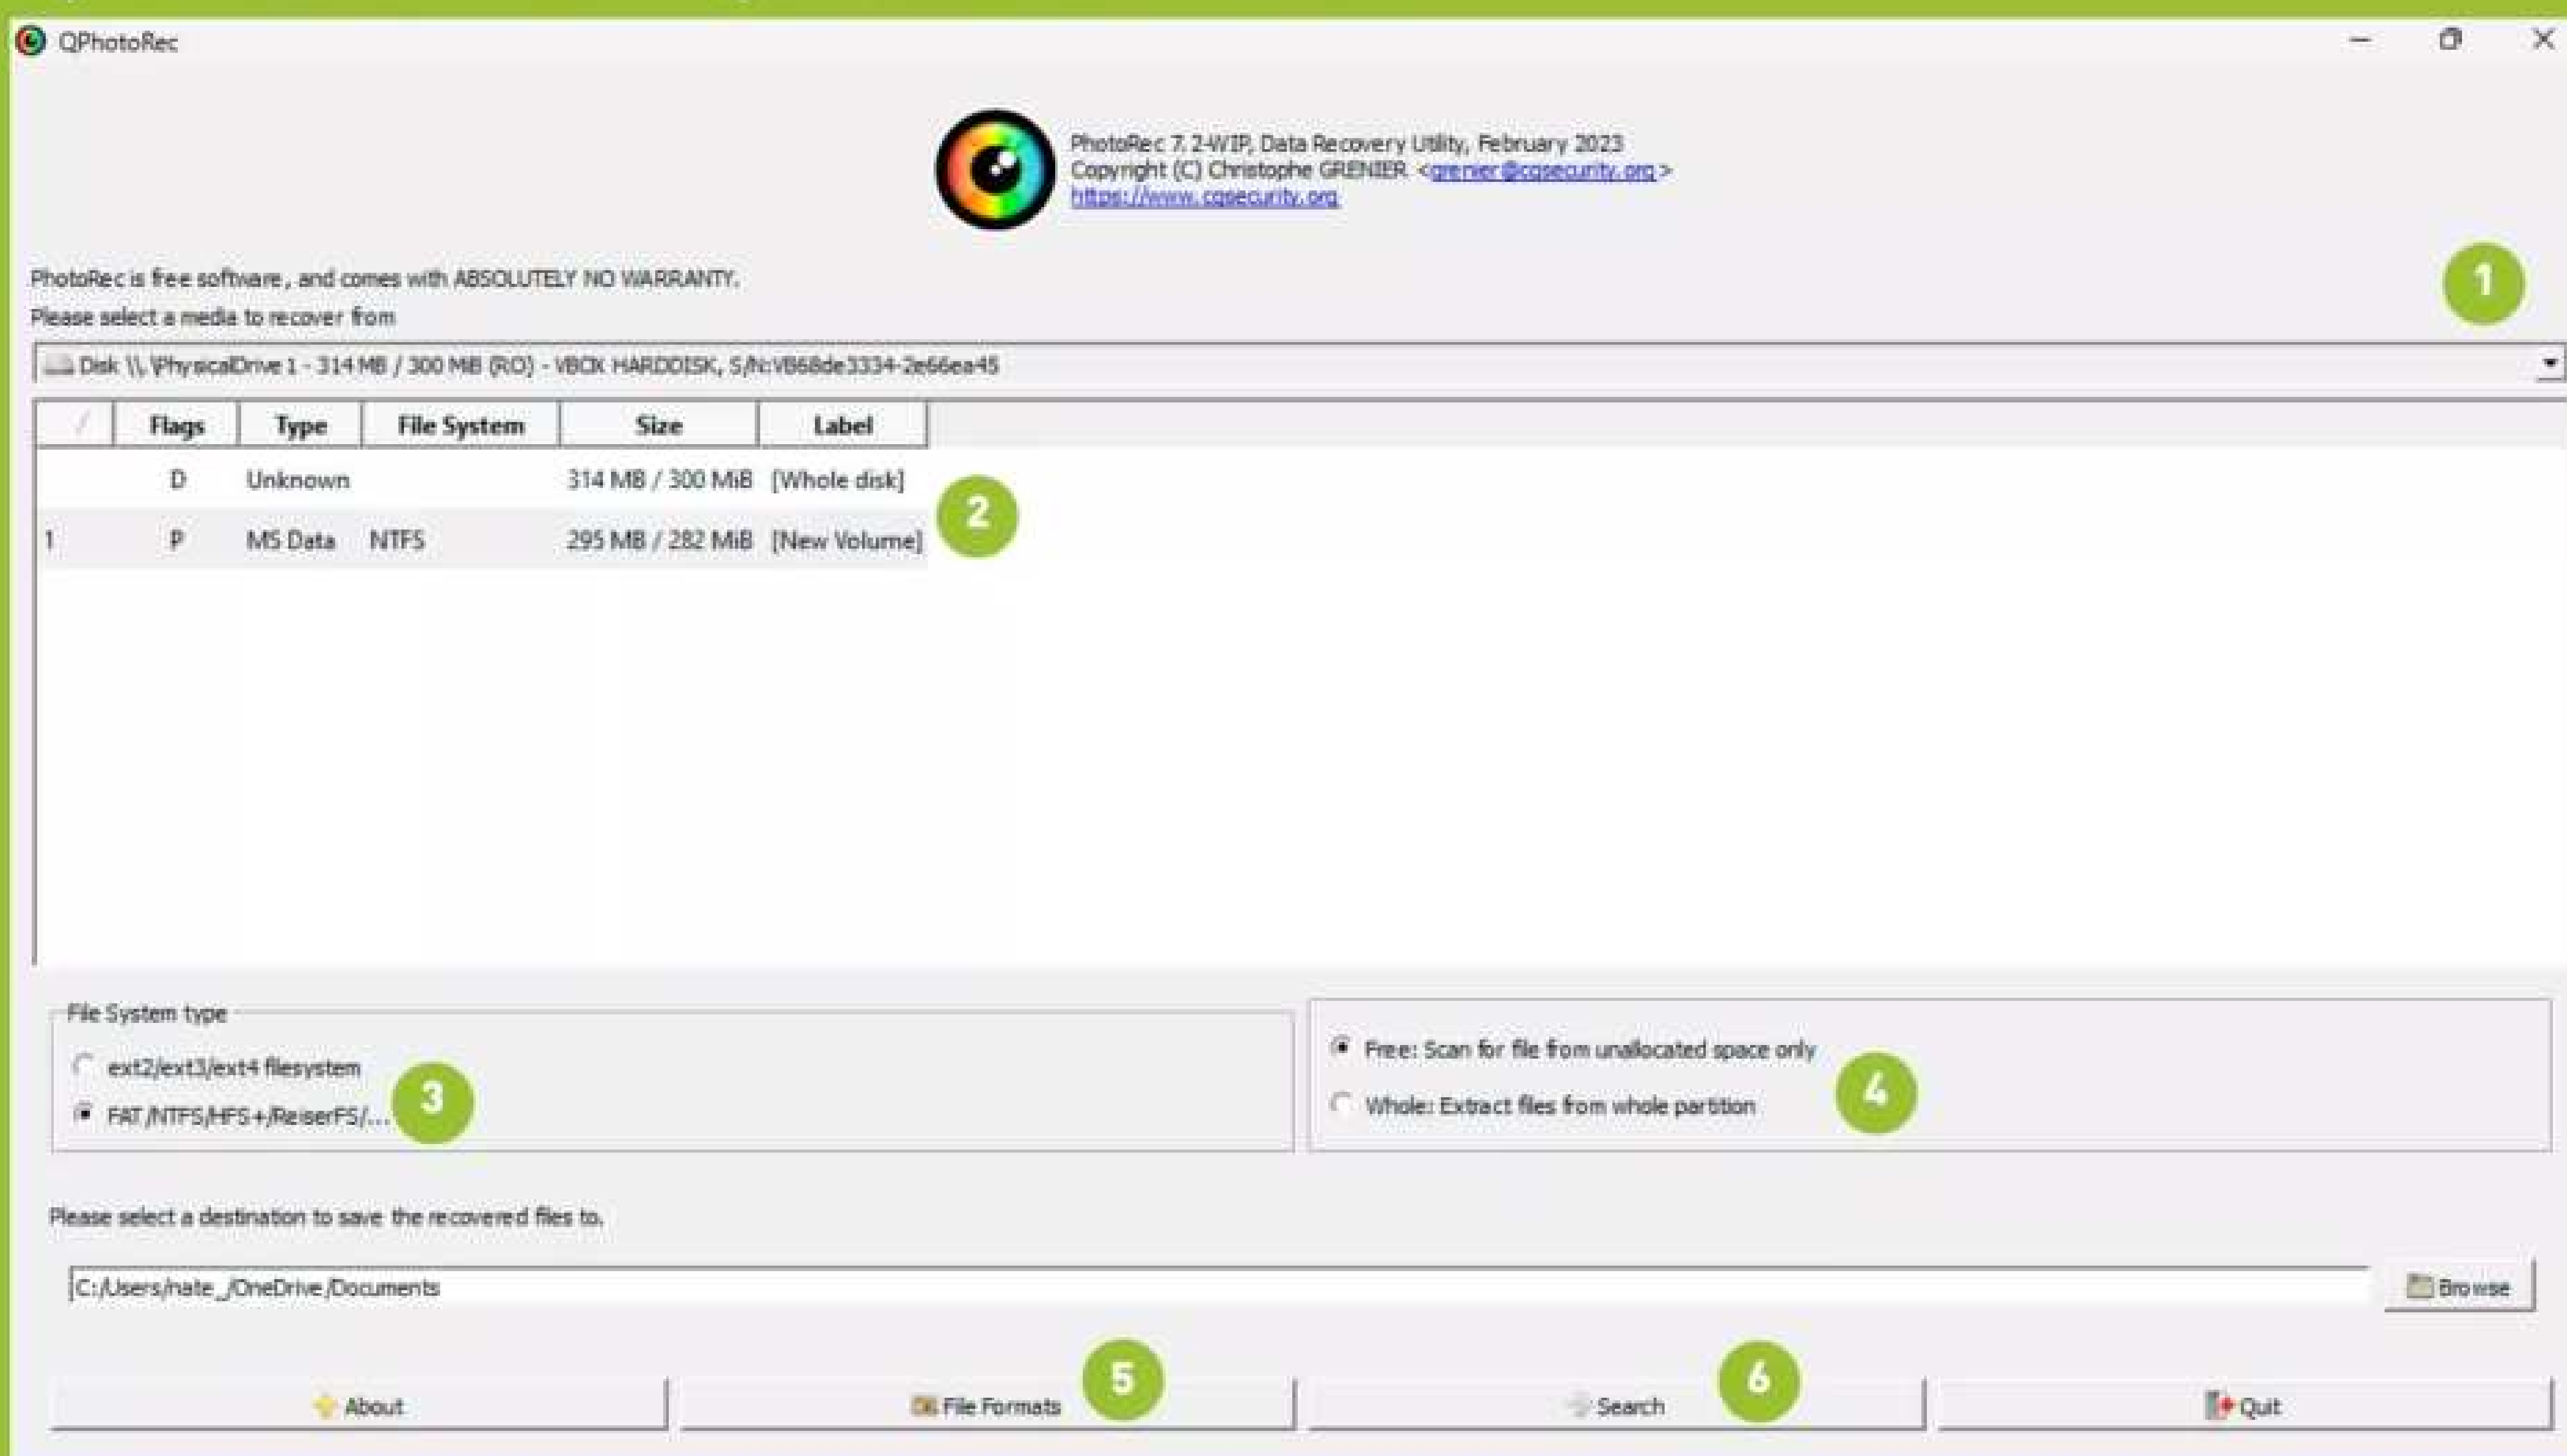 QPhotoRec
PhotoRec 7.2-WIP, Data Recovery Utility, February 2023
Copyright (C) Christophe GRENIER <grenier@cgsecurity.org>
https://www.cgsecurity.org
1
PhotoRec is free software, and comes with ABSOLUTELY NO WARRANTY.
Please select a media to recover from
Disk \\.\PhysicalDrive1 - 314 MB / 300 MiB (RO) - VBOX HARDDISK, S/N:VB68de3334-2e66ea45
Flags Type File System Size Label
D Unknown 314 MB / 300 MiB [Whole disk]
2
1 P MS Data NTFS 295 MB / 282 MiB [New Volume]
File System type
ext2/ext3/ext4 filesystem
FAT/NTFS/HFS+/ReiserFS/...
3
Free: Scan for file from unallocated space only
Whole: Extract files from whole partition
4
Please select a destination to save the recovered files to.
C:/Users/nate_/OneDrive/Documents
Browse
About
File Formats
5
Search
6
Quit